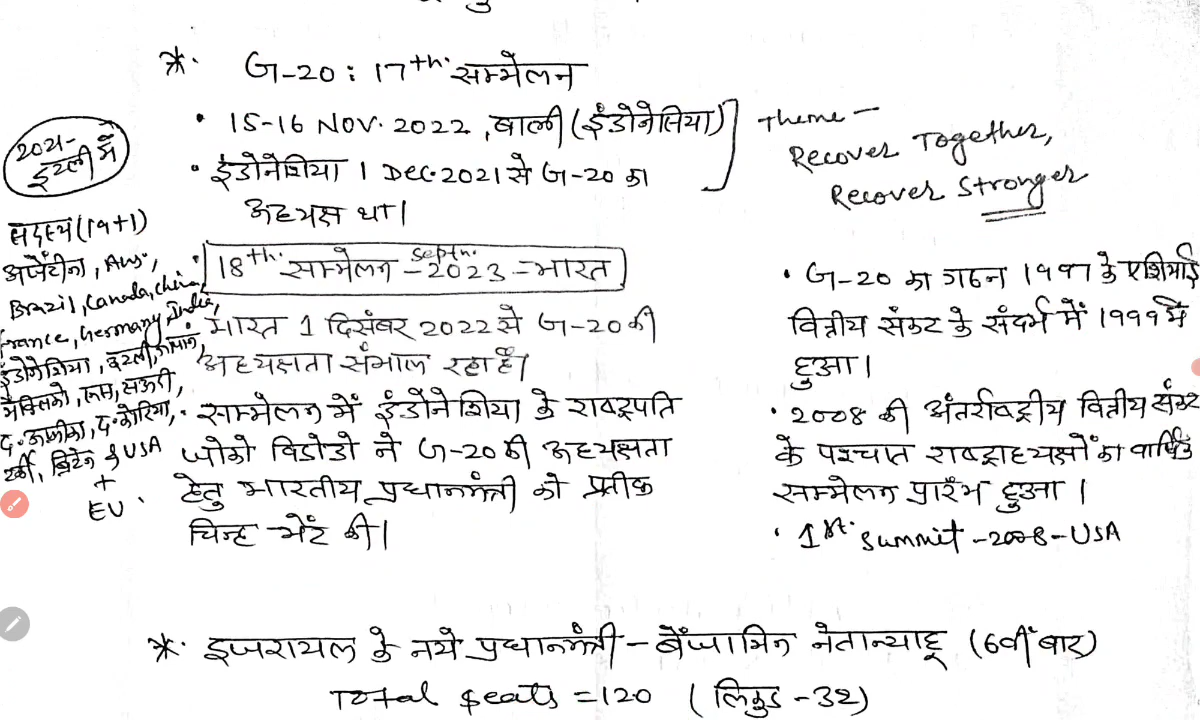 *. G-20 : 17th. सम्मेलन
• 15-16 NOV. 2022, बाली (इंडोनेसिया)
• इंडोनेशिया 1 Dec. 2021 से G-20 का
अध्यक्ष था।
Theme -
Recover Together,
Recover Stronger
2021-
इटली में
सदस्य (19+1)
अर्जेंटीना, Aus.,
Brazil, Canada, China,
France, Germany, India,
इंडोनेशिया, इटली, जापान,
मैक्सिको, रूस, सऊदी,
द. अफ्रीका, द. कोरिया,
टर्की, ब्रिटेन & USA
+
EU.
• 18th. सम्मेलन - Septn. 2023 - भारत
• भारत 1 दिसंबर 2022 से G-20 की
अध्यक्षता संभाल रहा है।
• सम्मेलन में इंडोनेशिया के राष्ट्रपति
जोको विडोडो ने G-20 की अध्यक्षता
हेतु भारतीय प्रधानमंत्री को प्रतीक
चिन्ह भेंट की।
• G-20 का गठन 1997 के एशियाई
वित्तीय संकट के संदर्भ में 1999 में
हुआ।
• 2008 की अंतर्राष्ट्रीय वित्तीय संकट
के पश्चात राष्ट्राध्यक्षों का वार्षिक
सम्मेलन प्रारंभ हुआ।
• 1st. Summit - 2008 - USA
*. इजरायल के नये प्रधानमंत्री - बेंजामिन नेतान्याहू (6वीं बार)
Total seats = 120 (लिकुड - 32)